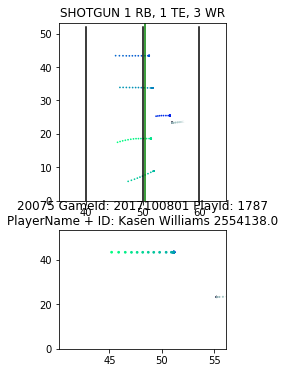 SHOTGUN 1 RB, 1 TE, 3 WR
50
40
30
20
10
0
40 50 60
20075 GameId: 2017100801 PlayId: 1787
PlayerName + ID: Kasen Williams 2554138.0
40
20
0
45 50 55